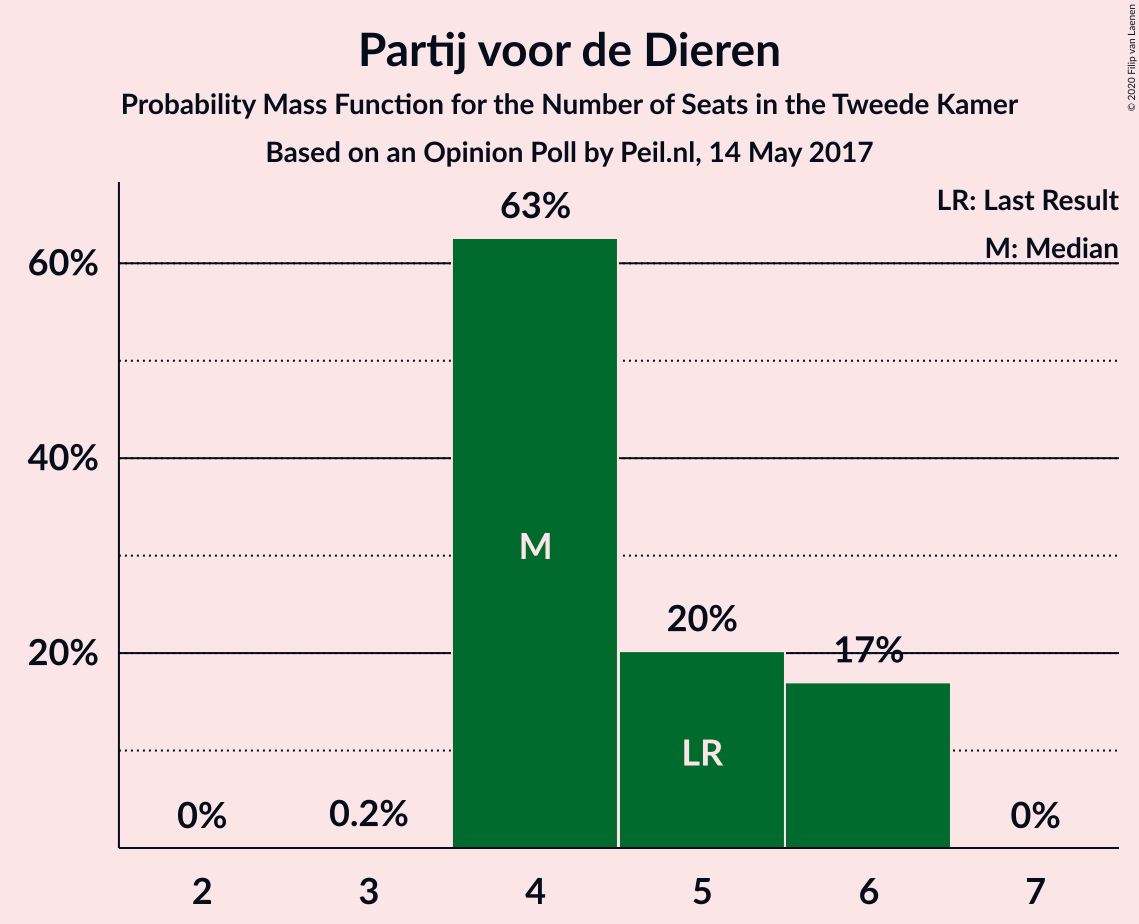 Partij voor de Dieren
Probability Mass Function for the Number of Seats in the Tweede Kamer
Based on an Opinion Poll by Peil.nl, 14 May 2017
© 2020 Filip van Laenen
LR: Last Result
M: Median
63%
60%
40%
M
20%
20%
17%
LR
0%
0.2%
0%
2 3 4 5 6 7